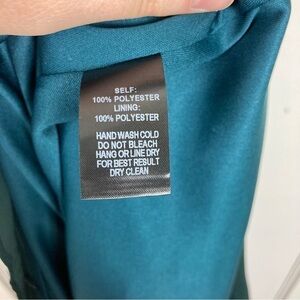 SELF:
100% POLYESTER
LINING:
100% POLYESTER
HAND WASH COLD
DO NOT BLEACH
HANG OR LINE DRY
FOR BEST RESULT
DRY CLEAN